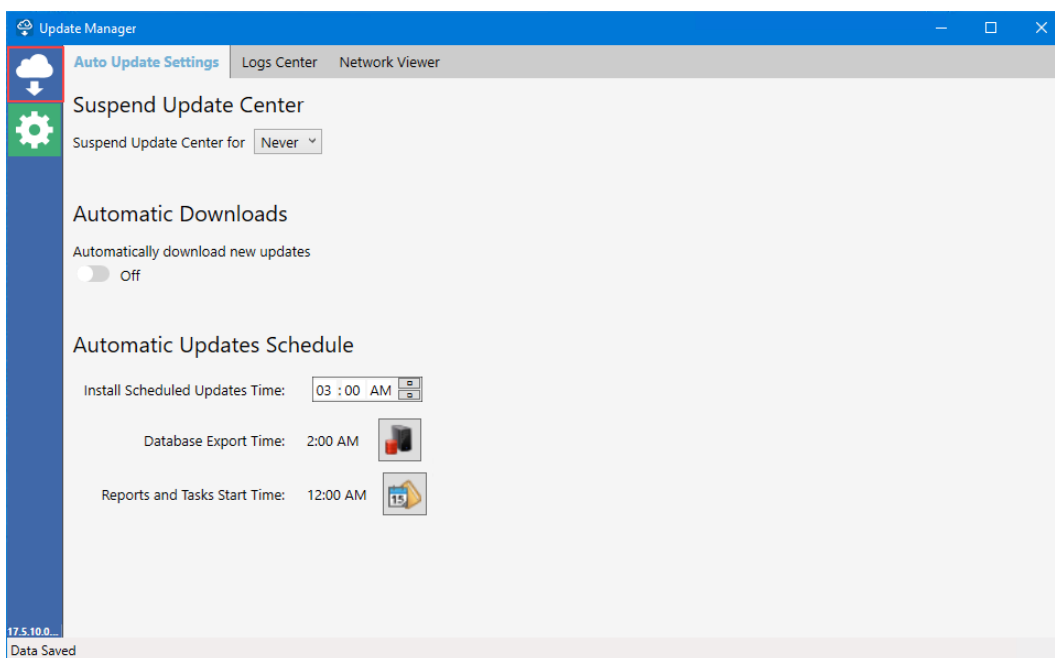 Update Manager
Auto Update Settings Logs Center Network Viewer
Suspend Update Center
Suspend Update Center for Never
Automatic Downloads
Automatically download new updates
Off
Automatic Updates Schedule
Install Scheduled Updates Time: 03 : 00 AM
Database Export Time: 2:00 AM
Reports and Tasks Start Time: 12:00 AM
15
17.5.10.0...
Data Saved